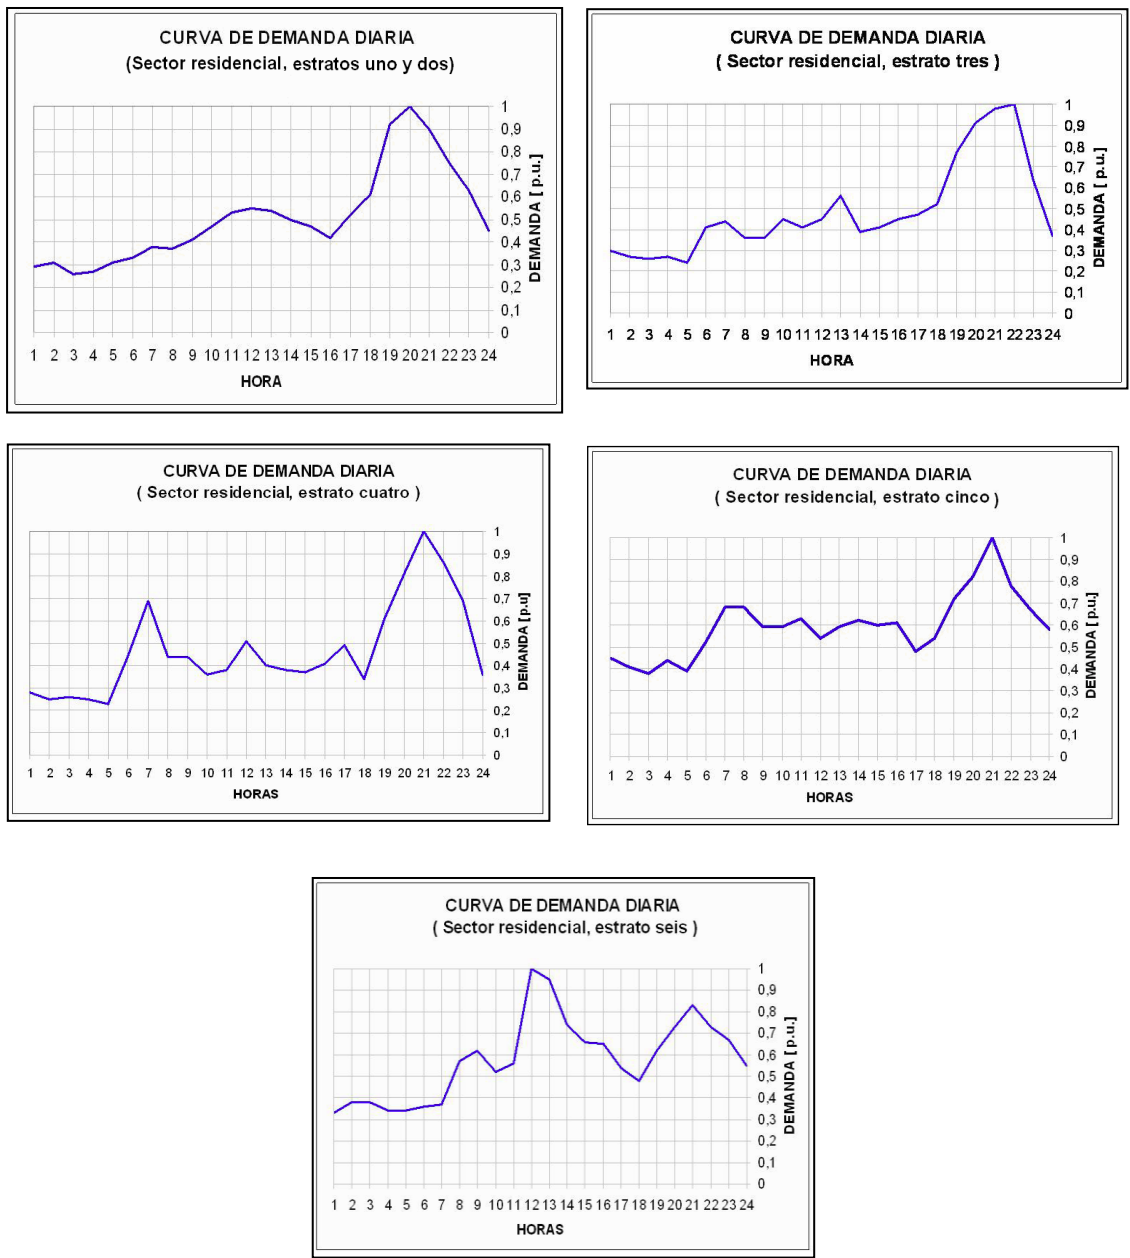 CURVA DE DEMANDA DIARIA
(Sector residencial, estratos uno y dos)
1
0,9
0,8
0,7
0,6
0,5
0,4
0,3
0,2
0,1
0
DEMANDA [ p.u.]
1 2 3 4 5 6 7 8 9 10 11 12 13 14 15 16 17 18 19 20 21 22 23 24
HORA
CURVA DE DEMANDA DIARIA
( Sector residencial, estrato tres )
1
0,9
0,8
0,7
0,6
0,5
0,4
0,3
0,2
0,1
0
DEMANDA [ p.u.]
1 2 3 4 5 6 7 8 9 10 11 12 13 14 15 16 17 18 19 20 21 22 23 24
HORA
CURVA DE DEMANDA DIARIA
( Sector residencial, estrato cuatro )
1
0,9
0,8
0,7
0,6
0,5
0,4
0,3
0,2
0,1
0
DEMANDA [p.u]
1 2 3 4 5 6 7 8 9 10 11 12 13 14 15 16 17 18 19 20 21 22 23 24
HORAS
CURVA DE DEMANDA DIARIA
( Sector residencial, estrato cinco )
1
0,9
0,8
0,7
0,6
0,5
0,4
0,3
0,2
0,1
0
DEMANDA [ p.u.]
1 2 3 4 5 6 7 8 9 10 11 12 13 14 15 16 17 18 19 20 21 22 23 24
HORAS
CURVA DE DEMANDA DIARIA
( Sector residencial, estrato seis )
1
0,9
0,8
0,7
0,6
0,5
0,4
0,3
0,2
0,1
0
DEMANDA [ p.u.]
1 2 3 4 5 6 7 8 9 10 11 12 13 14 15 16 17 18 19 20 21 22 23 24
HORAS